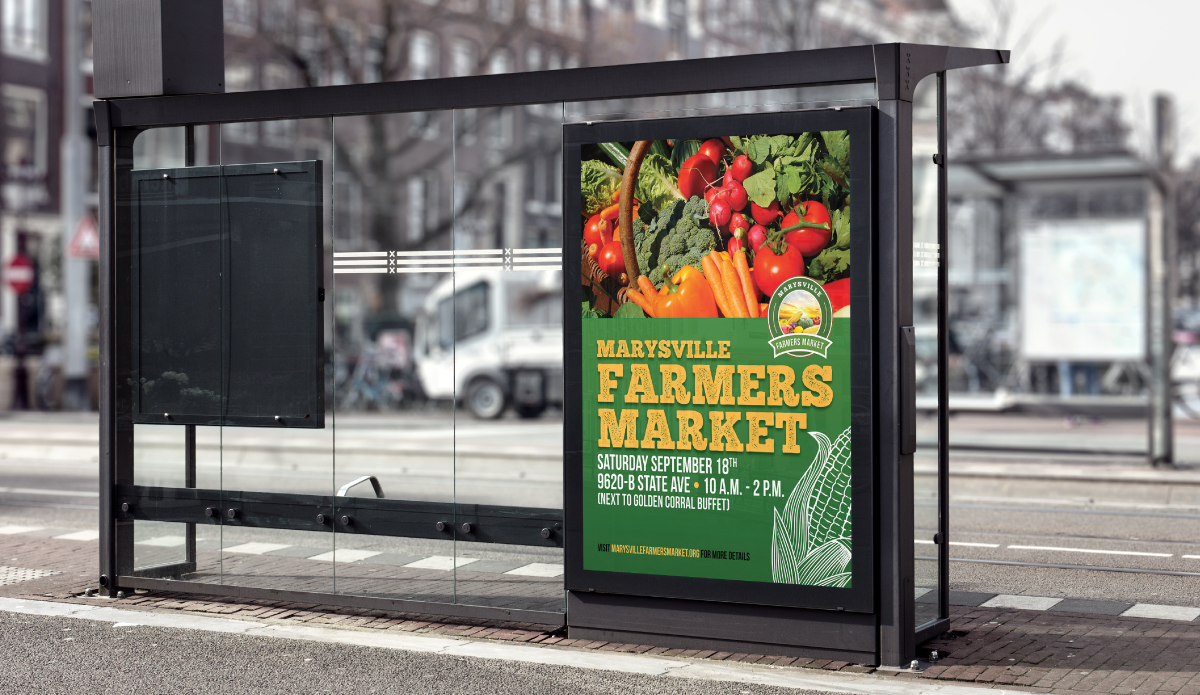 MARYSVILLE
FARMERS MARKET
MARYSVILLE
FARMERS
MARKET
SATURDAY SEPTEMBER 18TH
9620-B STATE AVE • 10 A.M. - 2 P.M.
(NEXT TO GOLDEN CORRAL BUFFET)
VISIT MARYSVILLEFARMERSMARKET.ORG FOR MORE DETAILS